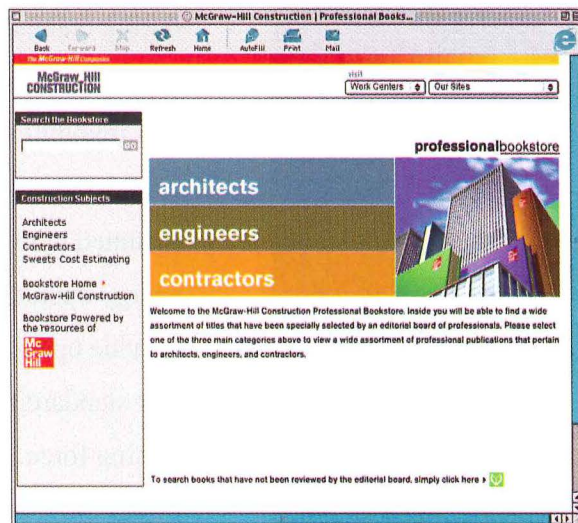 McGraw-Hill Construction | Professional Books...
Back Forward Stop Refresh Home AutoFill Print Mail
The McGraw-Hill Companies
McGraw_Hill
CONSTRUCTION
visit
Work Centers Our Sites
Search the Bookstore
GO
professionalbookstore
architects
engineers
contractors
Construction Subjects
Architects
Engineers
Contractors
Sweets Cost Estimating
Bookstore Home
McGraw-Hill Construction
Bookstore Powered by
the resources of
Mc
Graw
Hill
Welcome to the McGraw-Hill Construction Professional Bookstore. Inside you will be able to find a wide
assortment of titles that have been specially selected by an editorial board of professionals. Please select
one of the three main categories above to view a wide assortment of professional publications that pertain
to architects, engineers, and contractors.
To search books that have not been reviewed by the editorial board, simply click here